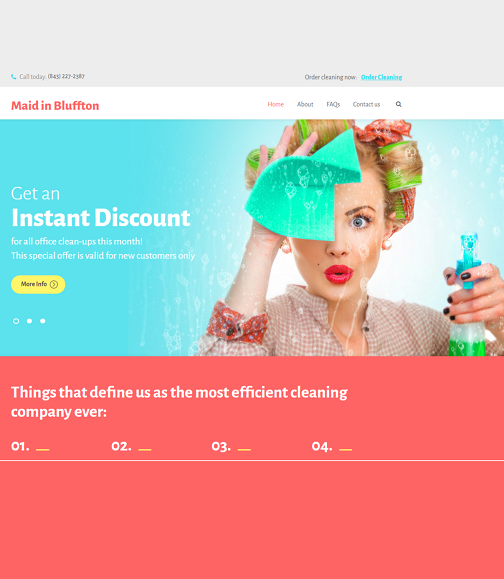 Call today: (843) 227-2387
Order cleaning now: Order Cleaning
Maid in Bluffton
Home About FAQs Contact us
Get an
Instant Discount
for all office clean-ups this month!
This special offer is valid for new customers only
More Info
Things that define us as the most efficient cleaning
company ever:
01. 02. 03. 04.